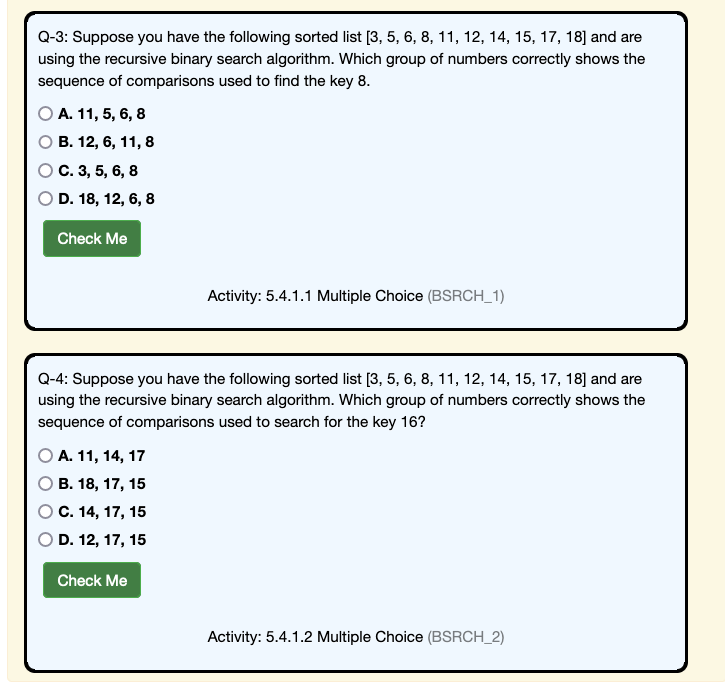 Q-3: Suppose you have the following sorted list [3, 5, 6, 8, 11, 12, 14, 15, 17, 18] and are
using the recursive binary search algorithm. Which group of numbers correctly shows the
sequence of comparisons used to find the key 8.
A. 11, 5, 6, 8
B. 12, 6, 11, 8
C. 3, 5, 6, 8
D. 18, 12, 6, 8
Check Me
Activity: 5.4.1.1 Multiple Choice (BSRCH_1)
Q-4: Suppose you have the following sorted list [3, 5, 6, 8, 11, 12, 14, 15, 17, 18] and are
using the recursive binary search algorithm. Which group of numbers correctly shows the
sequence of comparisons used to search for the key 16?
A. 11, 14, 17
B. 18, 17, 15
C. 14, 17, 15
D. 12, 17, 15
Check Me
Activity: 5.4.1.2 Multiple Choice (BSRCH_2)